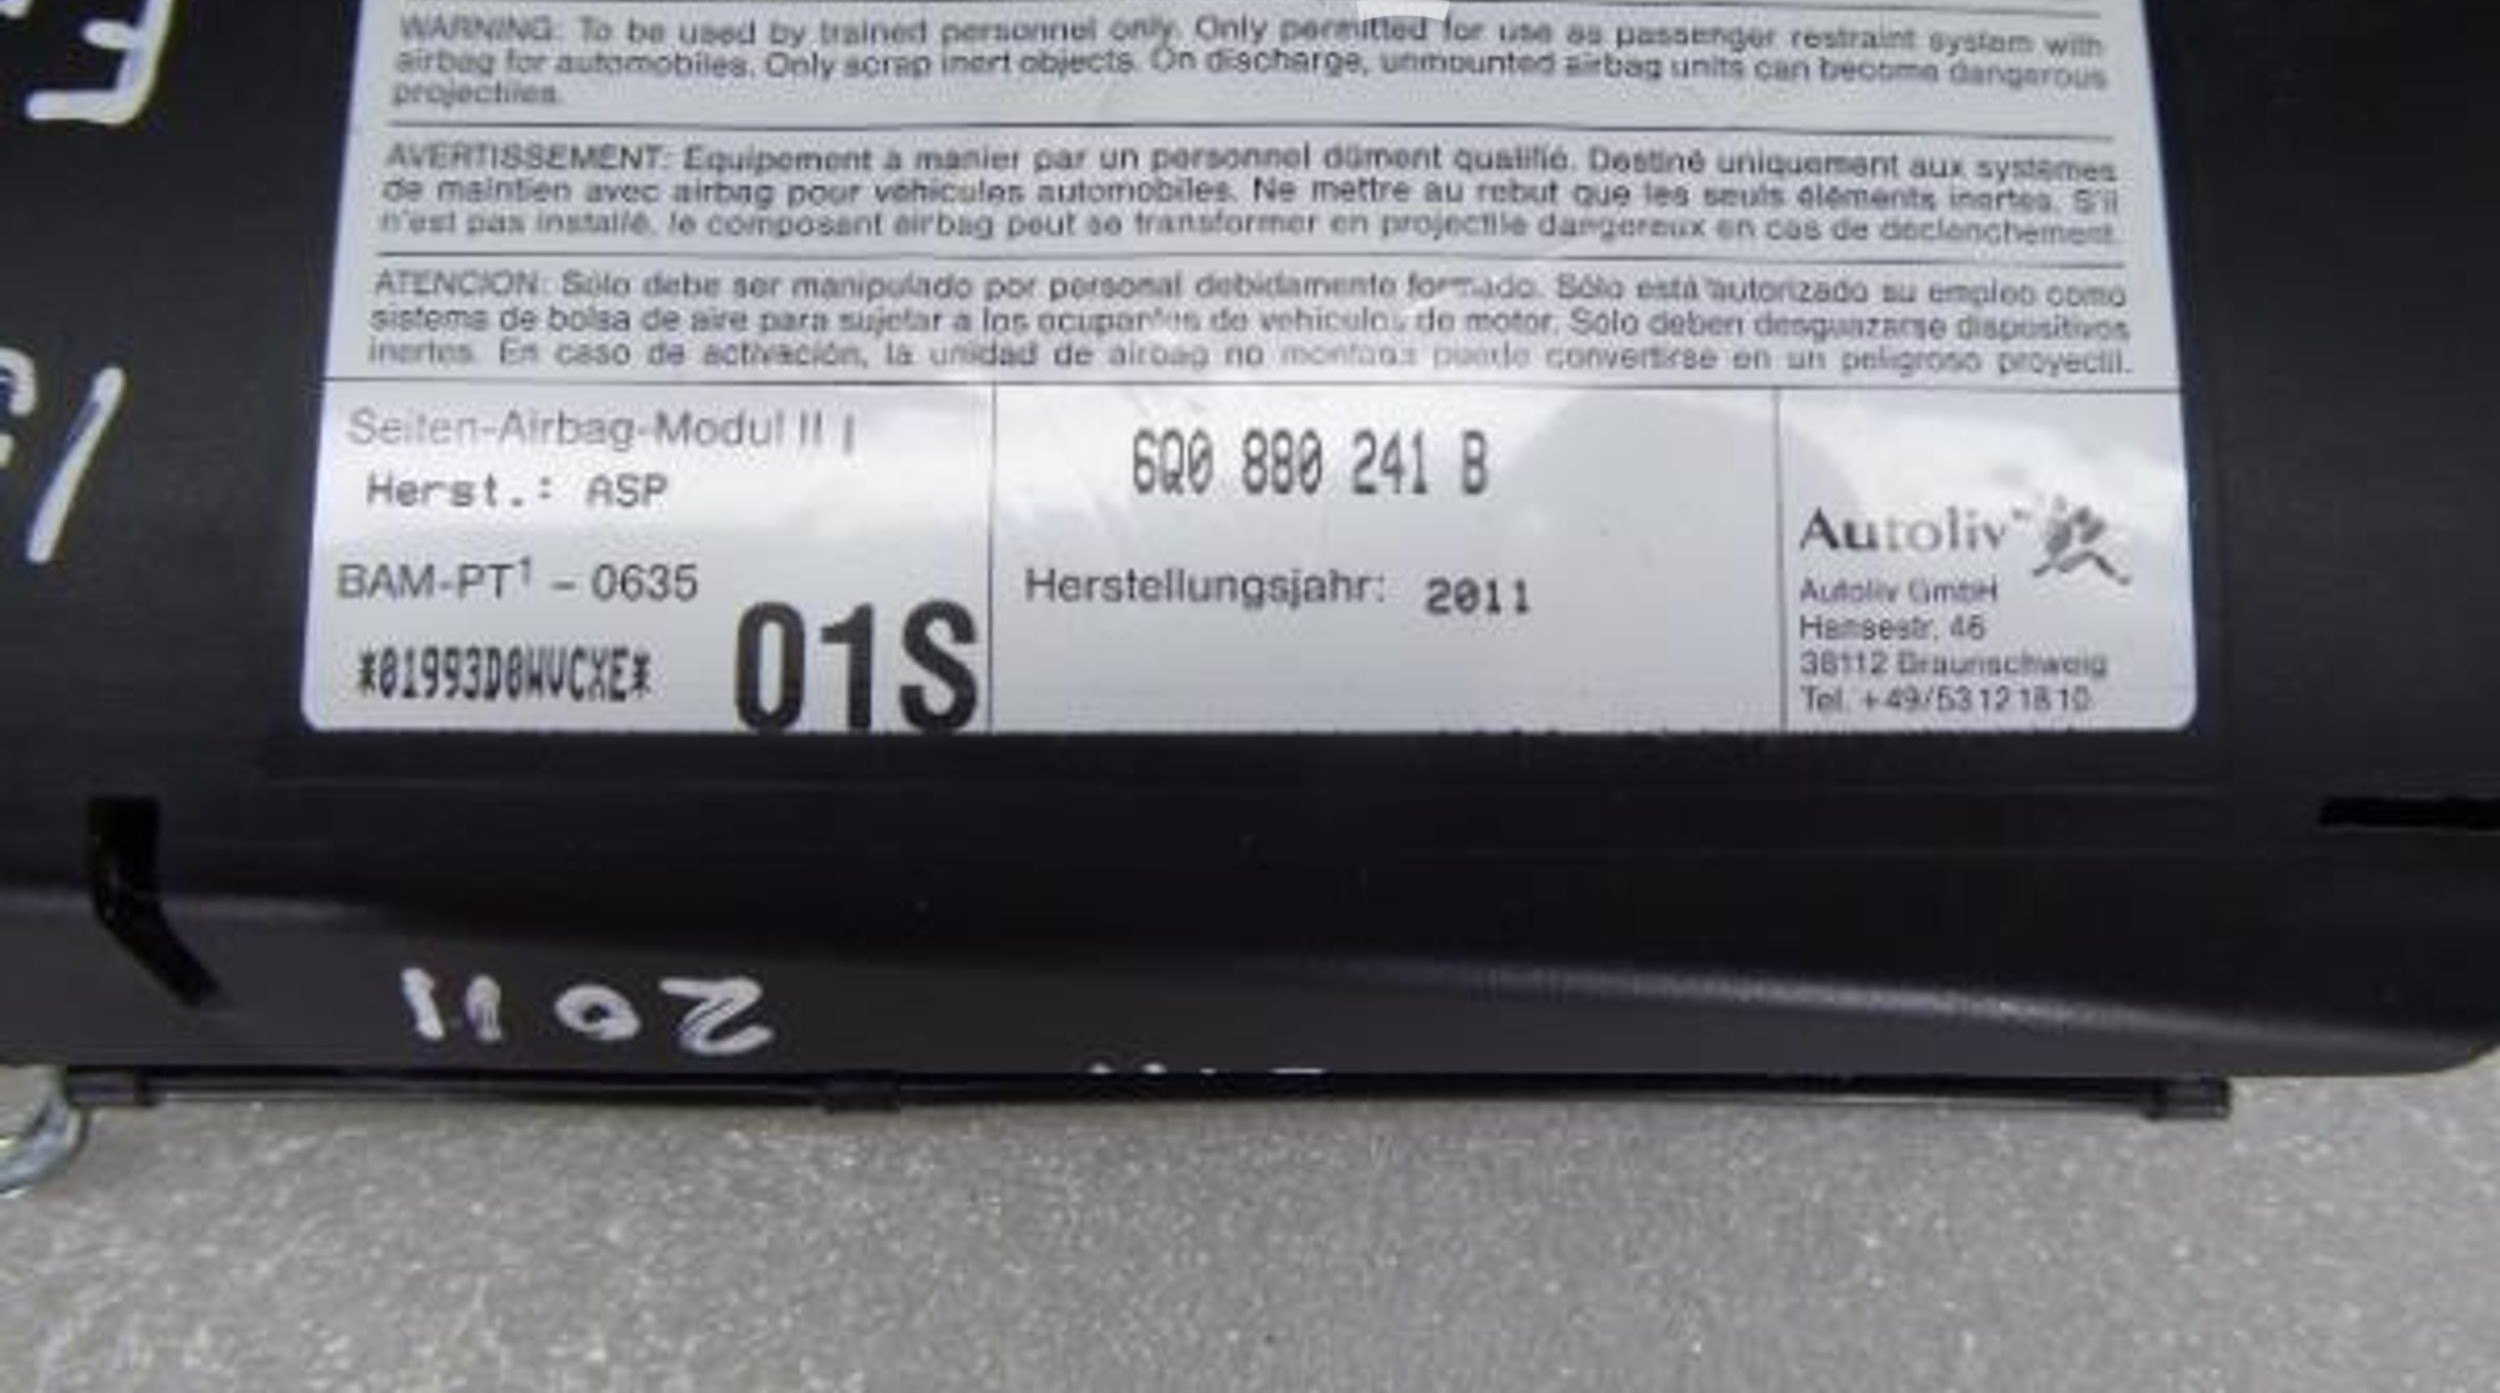 WARNING: To be used by trained personnel only. Only permitted for use as passenger restraint system with
airbag for automobiles. Only scrap inert objects. On discharge, unmounted airbag units can become dangerous
projectiles.
AVERTISSEMENT: Equipement à manier par un personnel dûment qualifié. Destiné uniquement aux systèmes
de maintien avec airbag pour véhicules automobiles. Ne mettre au rebut que les seuls éléments inertes. S'il
n'est pas installé, le composant airbag peut se transformer en projectile dangereux en cas de déclenchement.
ATENCION: Sólo debe ser manipulado por personal debidamente formado. Sólo está autorizado su empleo como
sistema de bolsa de aire para sujetar a los ocupantes de vehículos de motor. Sólo deben desguazarse dispositivos
inertes. En caso de activación, la unidad de airbag no montada puede convertirse en un peligroso proyectil.
Seiten-Airbag-Modul II |
Herst.: ASP
BAM-PT¹ - 0635
*01993D0WVCXE*
01S
6Q0 880 241 B
Herstellungsjahr: 2011
Autoliv™
Autoliv GmbH
Hansestr. 46
38112 Braunschweig
Tel. +49/53 12 18 10
2011